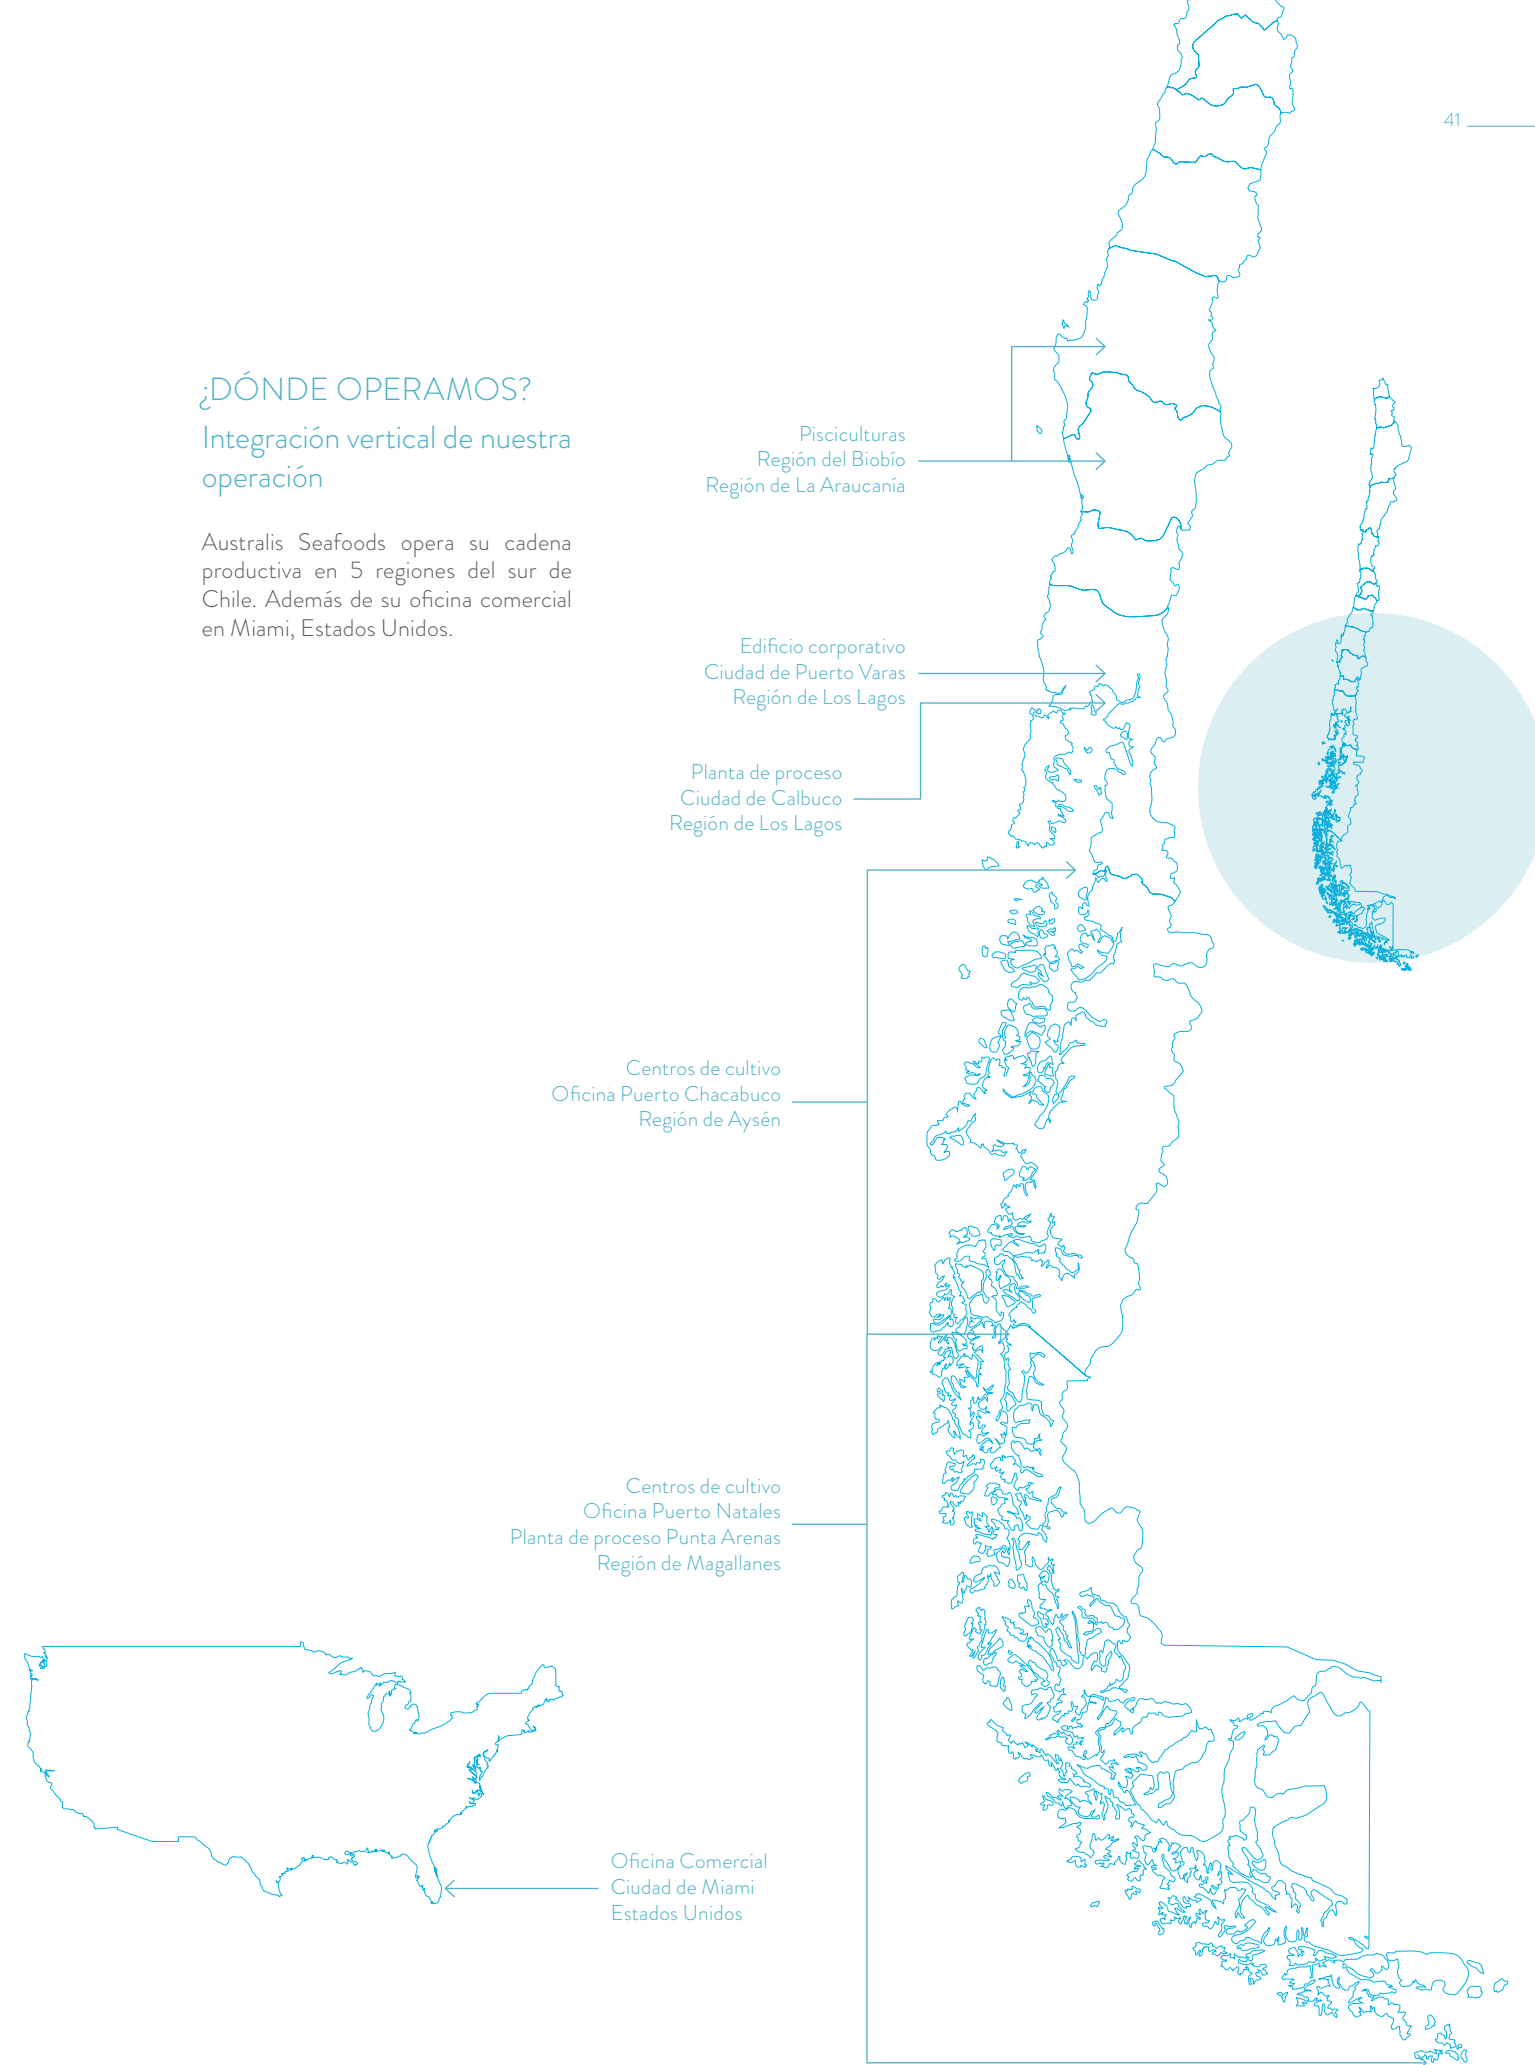 41
¿DÓNDE OPERAMOS?
Integración vertical de nuestra
operación
Australis Seafoods opera su cadena
productiva en 5 regiones del sur de
Chile. Además de su oficina comercial
en Miami, Estados Unidos.
Pisciculturas
Región del Biobío
Región de La Araucanía
Edificio corporativo
Ciudad de Puerto Varas
Región de Los Lagos
Planta de proceso
Ciudad de Calbuco
Región de Los Lagos
Centros de cultivo
Oficina Puerto Chacabuco
Región de Aysén
Centros de cultivo
Oficina Puerto Natales
Planta de proceso Punta Arenas
Región de Magallanes
Oficina Comercial
Ciudad de Miami
Estados Unidos